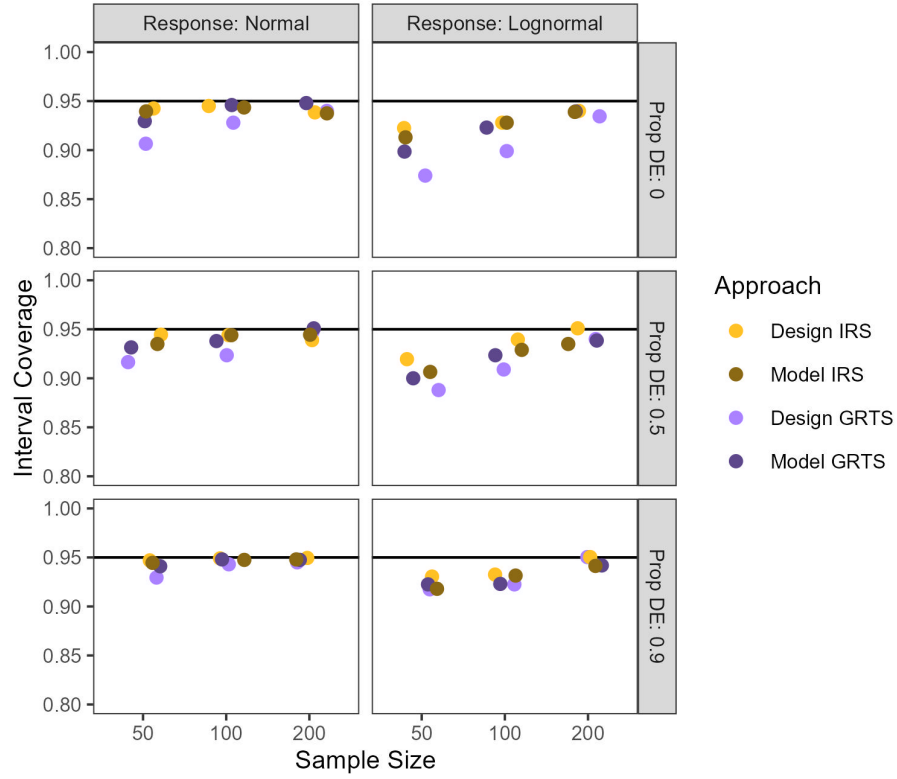 Response: Normal
Response: Lognormal
1.00
0.95
0.90
0.85
0.80
Prop DE: 0
1.00
0.95
0.90
0.85
0.80
Prop DE: 0.5
1.00
0.95
0.90
0.85
0.80
Prop DE: 0.9
Interval Coverage
50
100
200
50
100
200
Sample Size
Approach
Design IRS
Model IRS
Design GRTS
Model GRTS